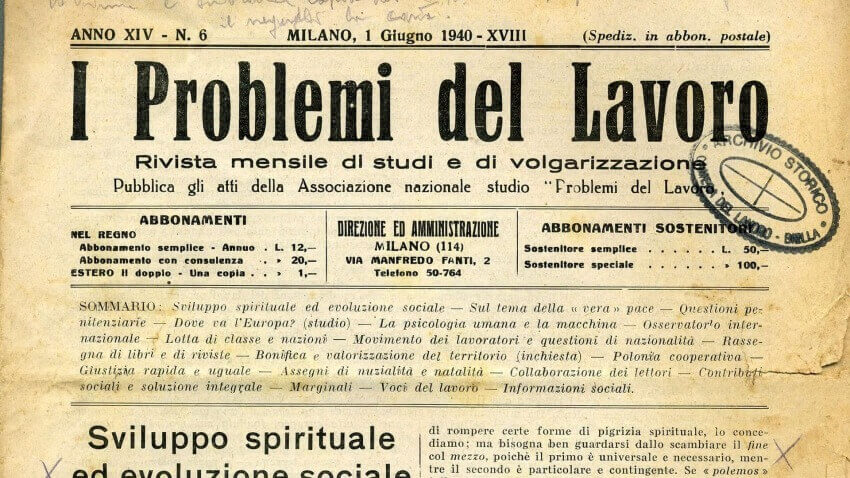 il negarlo
ANNO XIV - N. 6
MILANO, 1 Giugno 1940 - XVIII
(Spediz. in abbon. postale)
I Problemi del Lavoro
Rivista mensile di studi e di volgarizzazione
Pubblica gli atti della Associazione nazionale studio "Problemi del Lavoro"
ARCHIVIO STORICO
CAMERA DEL LAVORO - BIELLA
ABBONAMENTI
NEL REGNO
Abbonamento semplice - Annuo . L. 12,—
Abbonamento con consulenza . » 20,—
ESTERO il doppio - Una copia . . » 1,—
DIREZIONE ED AMMINISTRAZIONE
MILANO (114)
VIA MANFREDO FANTI, 2
Telefono 50-764
ABBONAMENTI SOSTENITORI
Sostenitore semplice . . . . . . L. 50,—
Sostenitore speciale . . . . . . » 100,—
SOMMARIO: Sviluppo spirituale ed evoluzione sociale — Sul tema della « vera » pace — Questioni pe-
nitenziarie — Dove va l'Europa? (studio) — La psicologia umana e la macchina — Osservatorio inter-
nazionale — Lotta di classe e nazioni — Movimento dei lavoratori e questioni di nazionalità — Rasse-
gna di libri e di riviste — Bonifica e valorizzazione del territorio (inchiesta) — Polonia cooperativa —
Giustizia rapida e uguale — Assegni di nuzialità e natalità — Collaborazione dei lettori — Contributi
sociali e soluzione integrale — Marginali — Voci del lavoro — Informazioni sociali.
Sviluppo spirituale
ed evoluzione sociale
di rompere certe forme di pigrizia spirituale, lo conce-
diamo; ma bisogna ben guardarsi dallo scambiare il fine
col mezzo, poichè il primo è universale e necessario, men-
tre il secondo è particolare e contingente. Se « polemos »